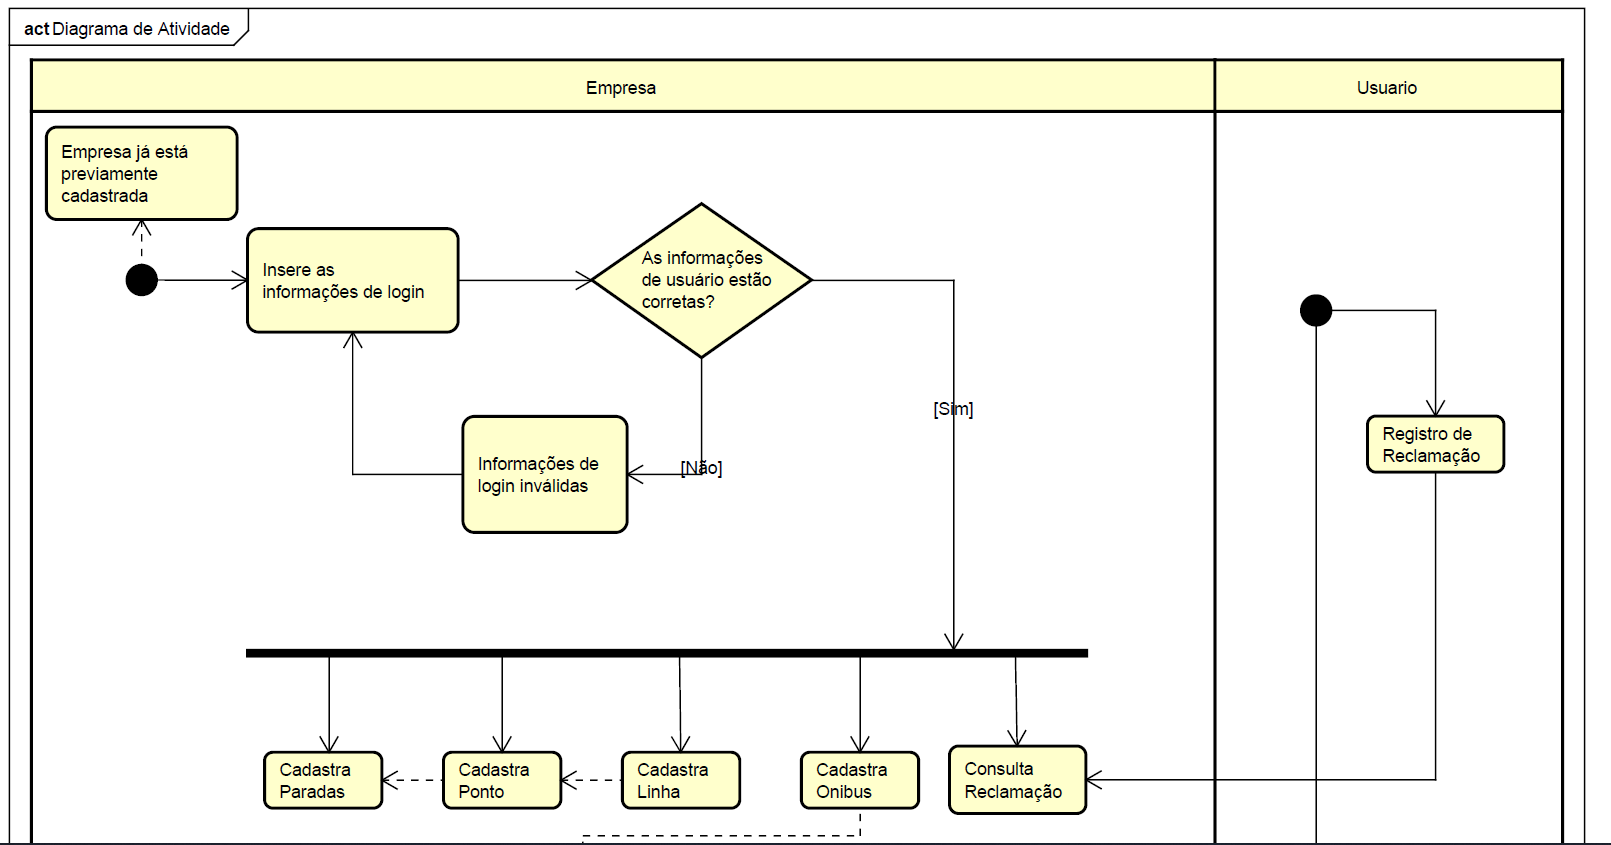 act Diagrama de Atividade
Empresa
Usuario
Empresa já está
previamente
cadastrada
Insere as
informações de login
As informações
de usuário estão
corretas?
[Sim]
[Não]
Informações de
login inválidas
Registro de
Reclamação
Cadastra
Paradas
Cadastra
Ponto
Cadastra
Linha
Cadastra
Onibus
Consulta
Reclamação